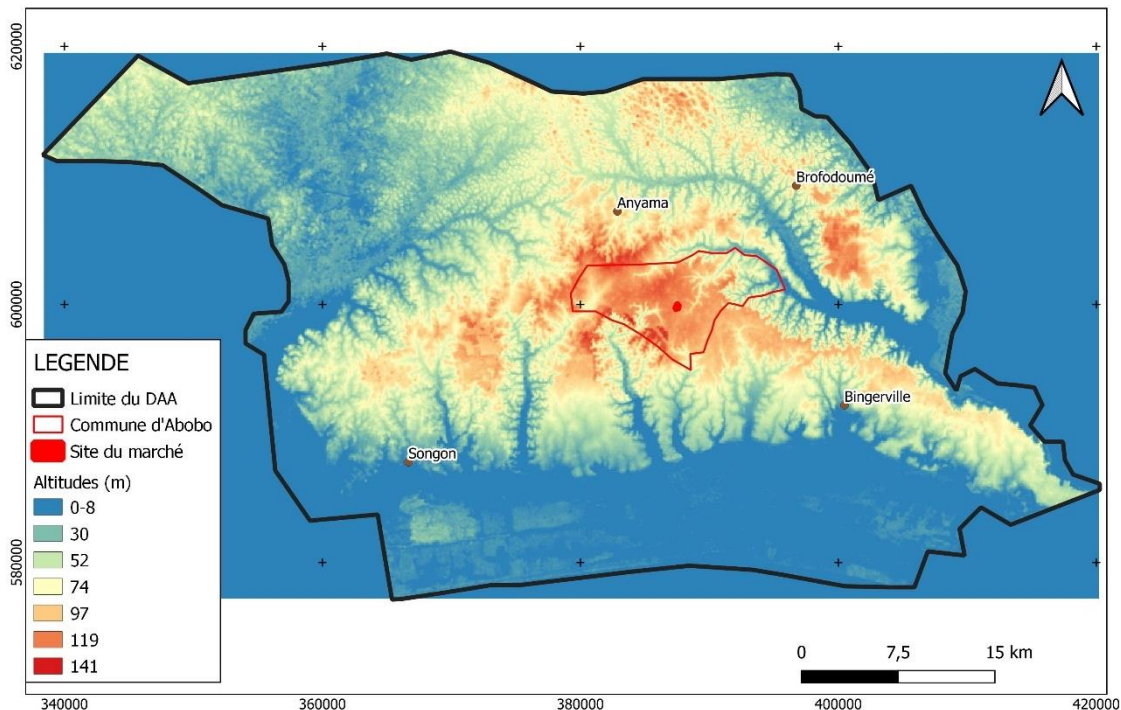 620000
600000
580000
Brofodoumé
Anyama
Bingerville
Songon
LEGENDE
Limite du DAA
Commune d'Abobo
Site du marché
Altitudes (m)
0-8
30
52
74
97
119
141
0 7,5 15 km
340000 360000 380000 400000 420000